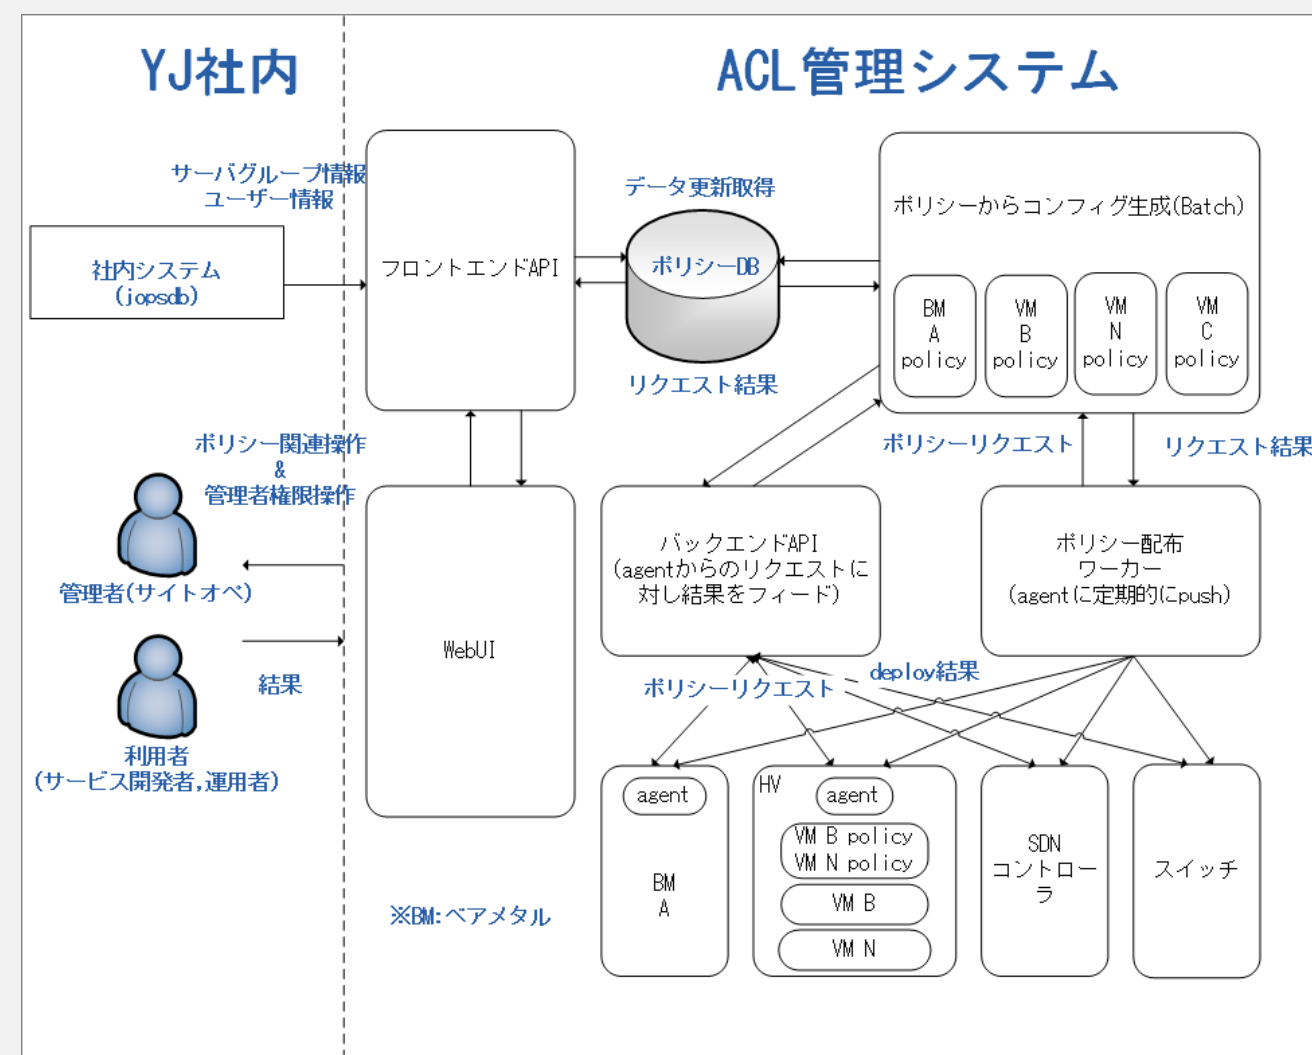 YJ社内
ACL管理システム
サーバグループ情報
ユーザー情報
社内システム
(jopsdb)
フロントエンドAPI
データ更新取得
ポリシーDB
リクエスト結果
ポリシーからコンフィグ生成(Batch)
BM
A
policy
VM
B
policy
VM
N
policy
VM
C
policy
ポリシー関連操作
&
管理者権限操作
管理者(サイトオペ)
結果
利用者
(サービス開発者,運用者)
WebUI
ポリシーリクエスト
リクエスト結果
バックエンドAPI
(agentからのリクエストに
対し結果をフィード)
ポリシー配布
ワーカー
(agentに定期的にpush)
ポリシーリクエスト
deploy結果
agent
BM
A
HV
agent
VM B policy
VM N policy
VM B
VM N
SDN
コントロー
ラ
スイッチ
※BM:ベアメタル